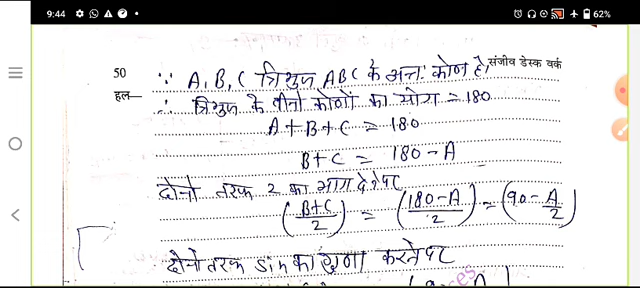 9:44 62%
50 ∵ A, B, C त्रिभुज ABC के अन्तः कोण है, संजीव डेस्क वर्क
हल— ∴ त्रिभुज के तीनो कोणों का योग = 180
A + B + C = 180
B + C = 180 - A
दोनो तरफ 2 का भाग देने पर
(B+C/2) = (180-A/2) = (90 - A/2)
दोनो तरफ sin का गुणा करने पर